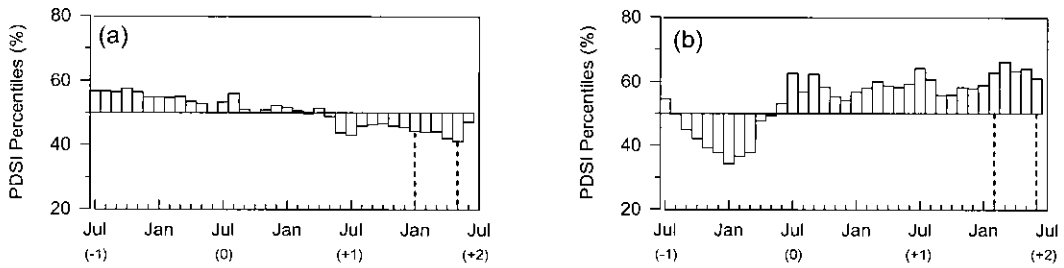 80
60
40
20
PDSI Percentiles (%)
(a)
Jul Jan Jul Jan Jul Jan Jul
(-1) (0) (+1) (+2)
80
60
40
20
PDSI Percentiles (%)
(b)
Jul Jan Jul Jan Jul Jan Jul
(-1) (0) (+1) (+2)